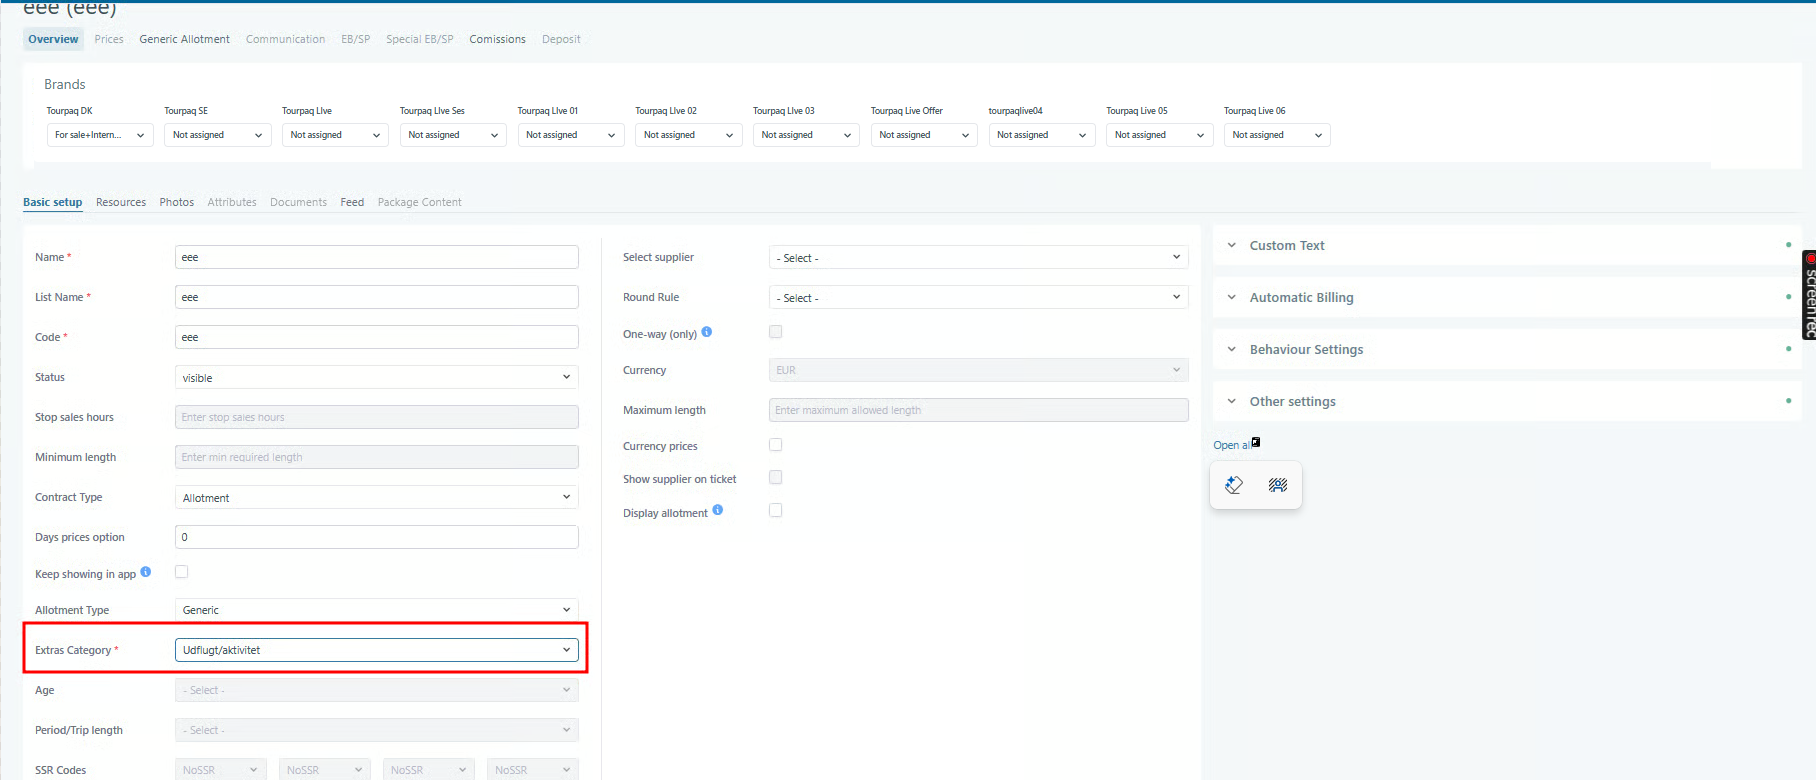 eee (eee)
Overview Prices Generic Allotment Communication EB/SP Special EB/SP Comissions Deposit
Brands
Tourpaq DK Tourpaq SE Tourpaq LIve Tourpaq LIve Ses Tourpaq LIve 01 Tourpaq LIve 02 Tourpaq LIve 03 Tourpaq Live Offer tourpaqlive04 Tourpaq Live 05 Tourpaq Live 06
For sale+Intern... Not assigned Not assigned Not assigned Not assigned Not assigned Not assigned Not assigned Not assigned Not assigned Not assigned
Basic setup Resources Photos Attributes Documents Feed Package Content
Name * eee
List Name * eee
Code * eee
Status visible
Stop sales hours Enter stop sales hours
Minimum length Enter min required length
Contract Type Allotment
Days prices option 0
Keep showing in app
Allotment Type Generic
Extras Category * Udflugt/aktivitet
Age - Select -
Period/Trip length - Select -
SSR Codes NoSSR NoSSR NoSSR NoSSR
Select supplier - Select -
Round Rule - Select -
One-way (only)
Currency EUR
Maximum length Enter maximum allowed length
Currency prices
Show supplier on ticket
Display allotment
Custom Text
Automatic Billing
Behaviour Settings
Other settings
Open all
screenrec